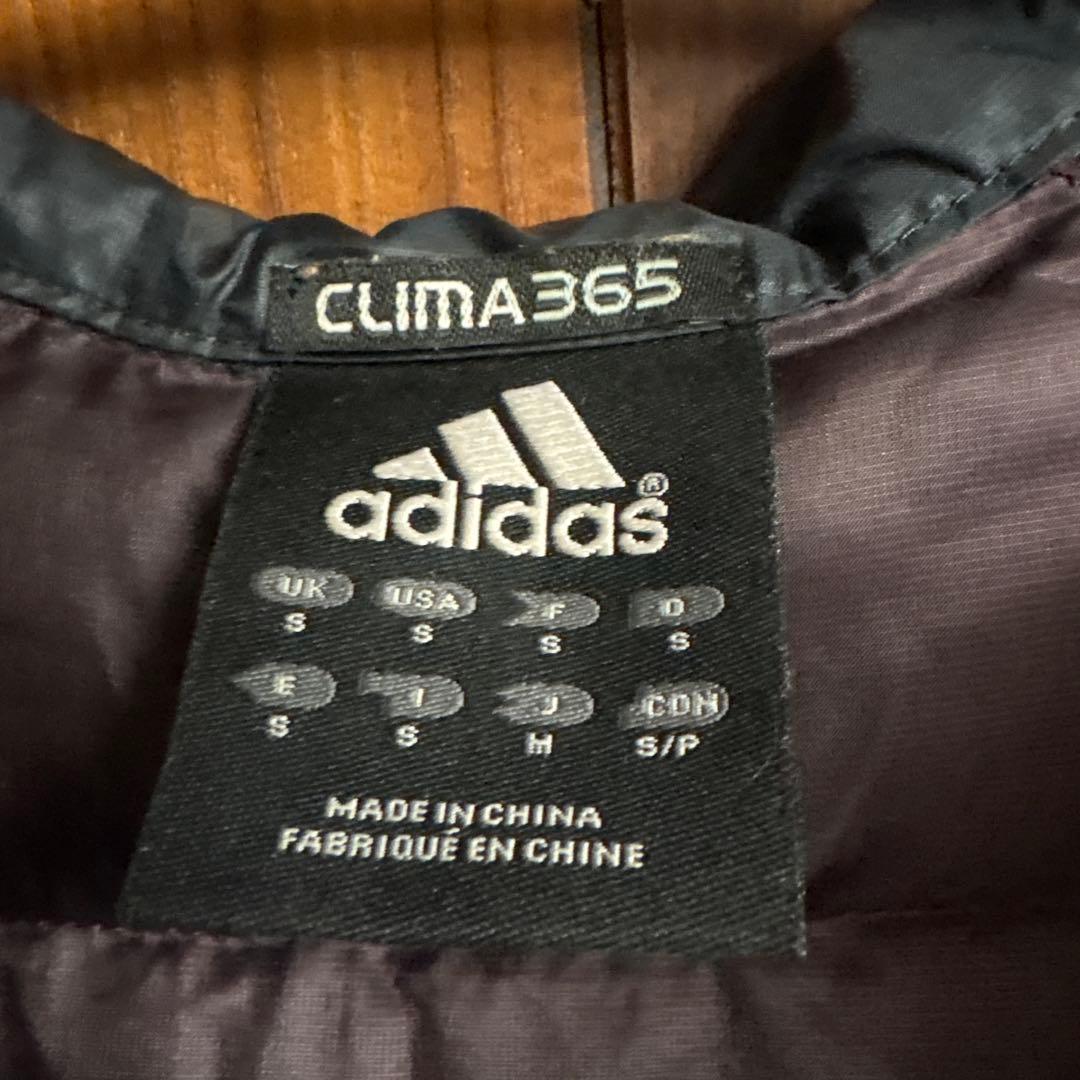 CLIMA365
adidas®
UK USA F D
S S S S
E I J CDN
S S M S/P
MADE IN CHINA
FABRIQUÉ EN CHINE